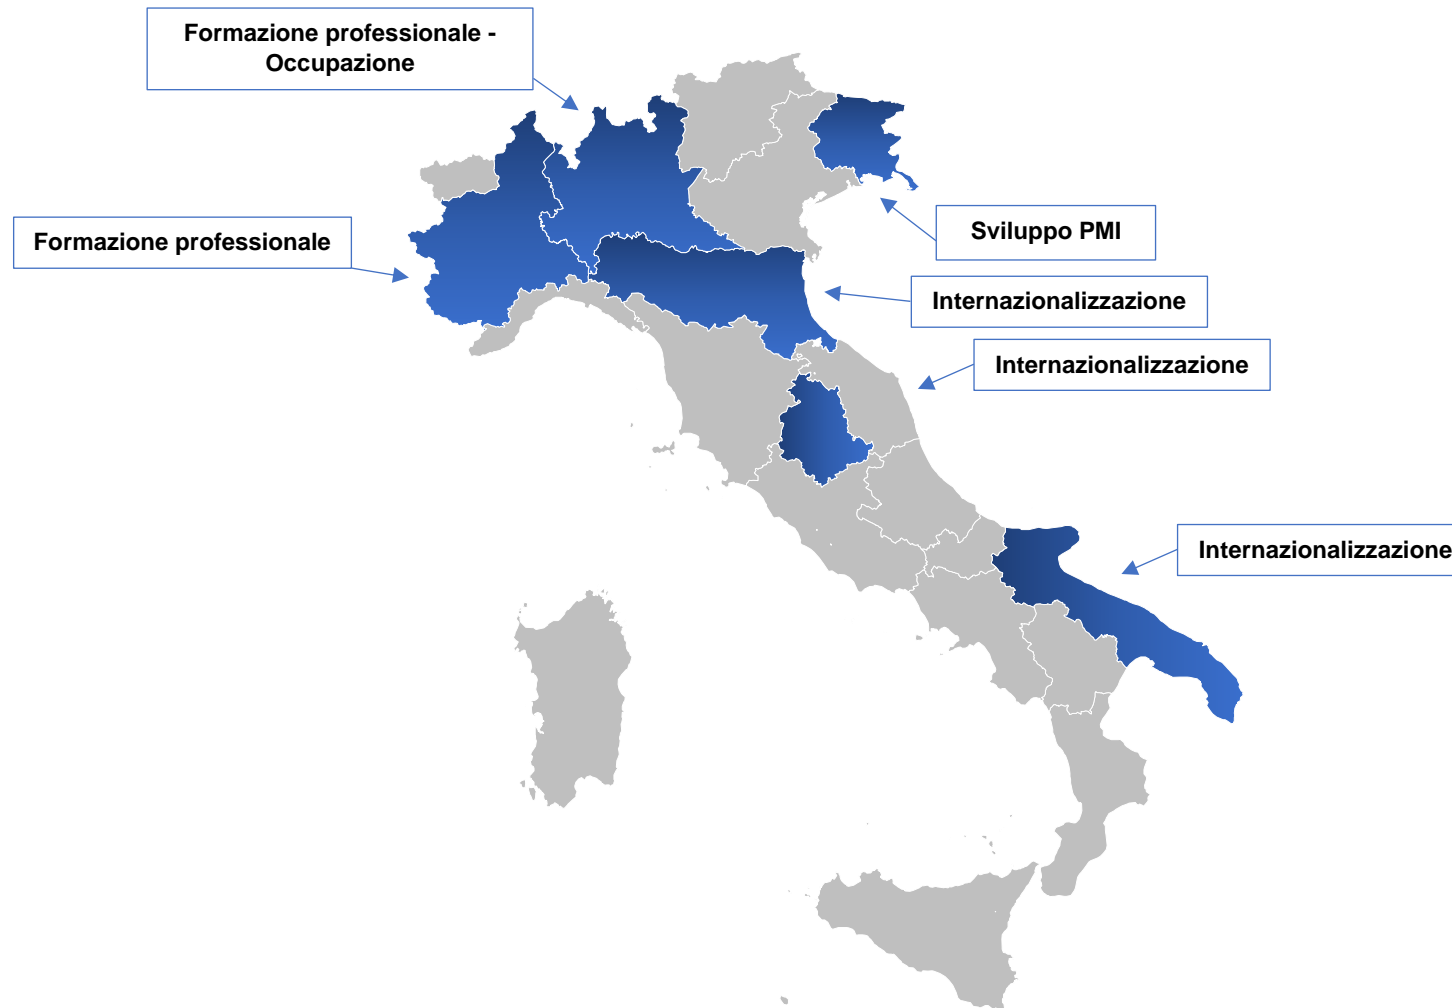 Formazione professionale -
Occupazione
Formazione professionale
Sviluppo PMI
Internazionalizzazione
Internazionalizzazione
Internazionalizzazione